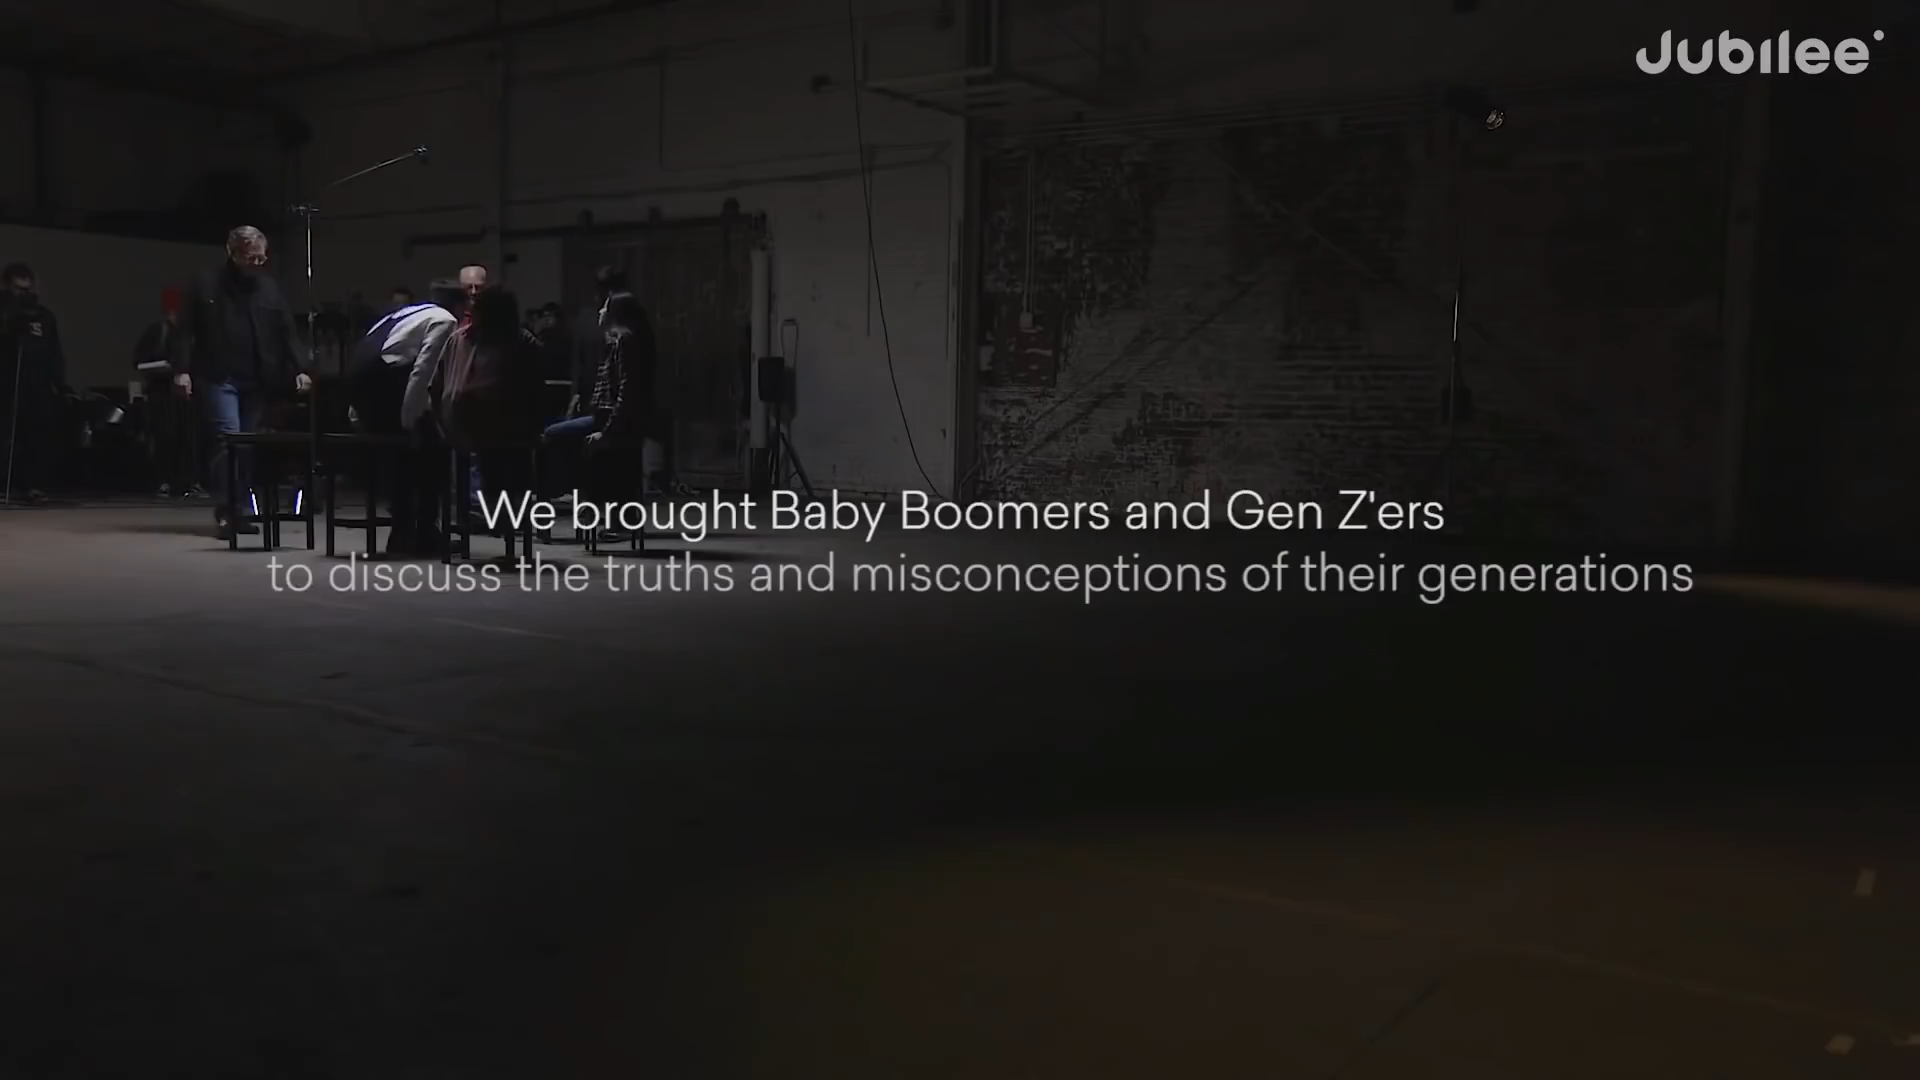 Jubilee
We brought Baby Boomers and Gen Z'ers
to discuss the truths and misconceptions of their generations